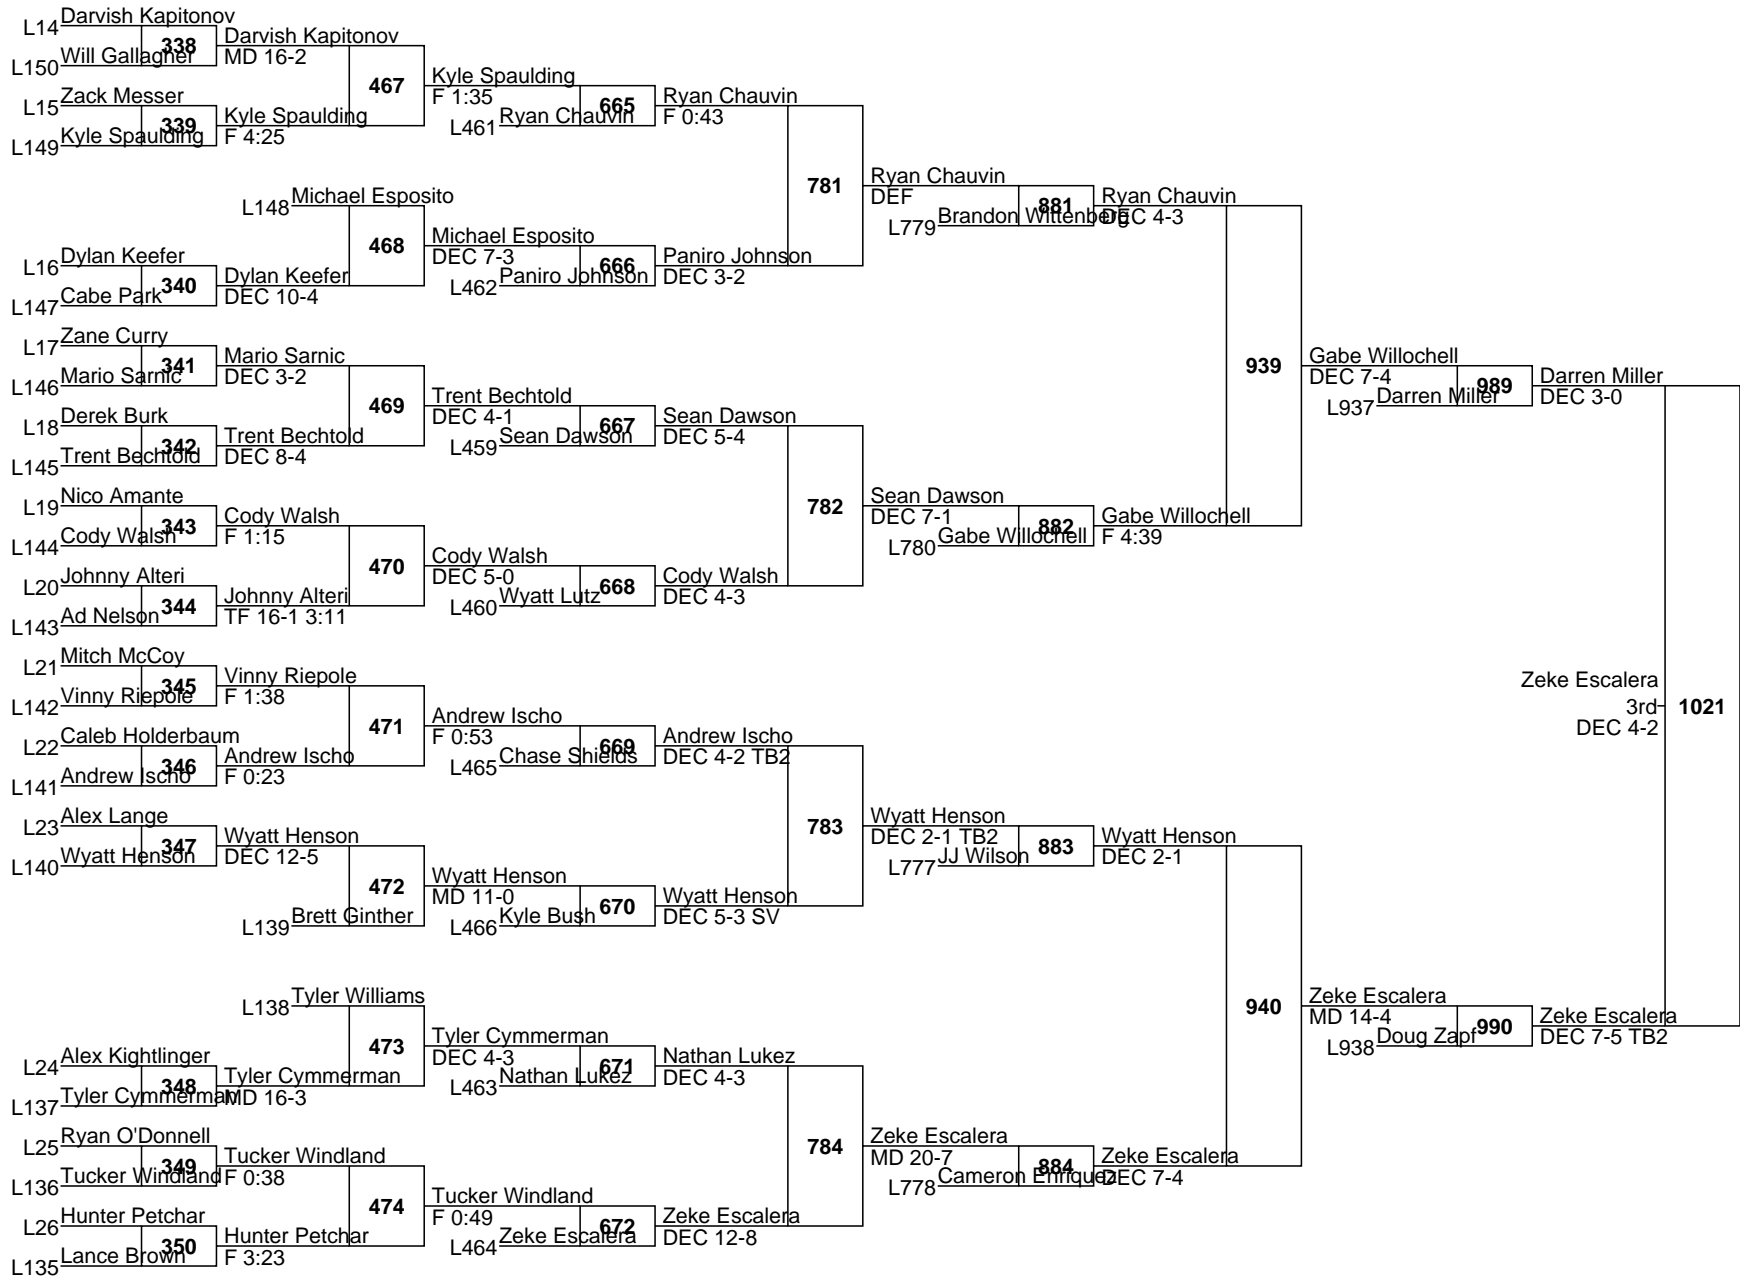 L14 Darvish Kapitonov
338
L150 Will Gallagher
Darvish Kapitonov
MD 16-2
467
L15 Zack Messer
339
L149 Kyle Spaulding
Kyle Spaulding
F 4:25
Kyle Spaulding
F 1:35
665
L461 Ryan Chauvin
Ryan Chauvin
F 0:43
781
L148 Michael Esposito
468
L16 Dylan Keefer
340
L147 Cabe Park
Dylan Keefer
DEC 10-4
Michael Esposito
DEC 7-3
666
L462 Paniro Johnson
Paniro Johnson
DEC 3-2
Ryan Chauvin
DEF
881
L779 Brandon Wittenberg
Ryan Chauvin
DEC 4-3
939
L17 Zane Curry
341
L146 Mario Sarnic
Mario Sarnic
DEC 3-2
469
L18 Derek Burk
342
L145 Trent Bechtold
Trent Bechtold
DEC 8-4
Trent Bechtold
DEC 4-1
667
L459 Sean Dawson
Sean Dawson
DEC 5-4
782
L19 Nico Amante
343
L144 Cody Walsh
Cody Walsh
F 1:15
470
L20 Johnny Alteri
344
L143 Ad Nelson
Johnny Alteri
TF 16-1 3:11
Cody Walsh
DEC 5-0
668
L460 Wyatt Lutz
Cody Walsh
DEC 4-3
Sean Dawson
DEC 7-1
882
L780 Gabe Willochell
Gabe Willochell
F 4:39
Gabe Willochell
DEC 7-4
989
L937 Darren Miller
Darren Miller
DEC 3-0
L21 Mitch McCoy
345
L142 Vinny Riepole
Vinny Riepole
F 1:38
471
L22 Caleb Holderbaum
346
L141 Andrew Ischo
Andrew Ischo
F 0:23
Andrew Ischo
F 0:53
669
L465 Chase Shields
Andrew Ischo
DEC 4-2 TB2
783
L23 Alex Lange
347
L140 Wyatt Henson
Wyatt Henson
DEC 12-5
472
L139 Brett Ginther
Wyatt Henson
MD 11-0
670
L466 Kyle Bush
Wyatt Henson
DEC 5-3 SV
Wyatt Henson
DEC 2-1 TB2
883
L777 JJ Wilson
Wyatt Henson
DEC 2-1
940
L138 Tyler Williams
473
L24 Alex Kightlinger
348
L137 Tyler Cymmerman
Tyler Cymmerman
MD 16-3
Tyler Cymmerman
DEC 4-3
671
L463 Nathan Lukez
Nathan Lukez
DEC 4-3
784
L25 Ryan O'Donnell
349
L136 Tucker Windland
Tucker Windland
F 0:38
474
L26 Hunter Petchar
350
L135 Lance Brown
Hunter Petchar
F 3:23
Tucker Windland
F 0:49
672
L464 Zeke Escalera
Zeke Escalera
DEC 12-8
Zeke Escalera
MD 20-7
884
L778 Cameron Enriquez
Zeke Escalera
DEC 7-4
Zeke Escalera
MD 14-4
990
L938 Doug Zapf
Zeke Escalera
DEC 7-5 TB2
Zeke Escalera
3rd
DEC 4-2
1021